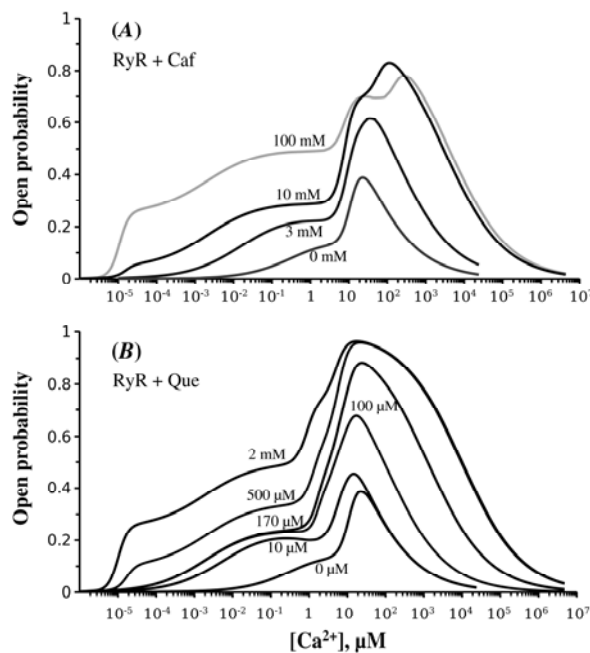 (A)
RyR + Caf
Open probability
1
0.8
0.6
0.4
0.2
0
100 mM
10 mM
3 mM
0 mM
10⁻⁵ 10⁻⁴ 10⁻³ 10⁻² 10⁻¹ 1 10¹ 10² 10³ 10⁴ 10⁵ 10⁶ 10⁷
(B)
RyR + Que
Open probability
1
0.8
0.6
0.4
0.2
0
100 µM
2 mM
500 µM
170 µM
10 µM
0 µM
10⁻⁵ 10⁻⁴ 10⁻³ 10⁻² 10⁻¹ 1 10¹ 10² 10³ 10⁴ 10⁵ 10⁶ 10⁷
[Ca²⁺], µM